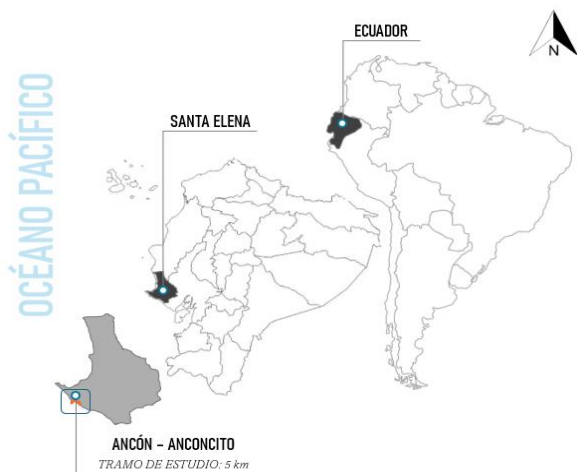 ECUADOR
N
SANTA ELENA
OCÉANO PACÍFICO
ANCÓN – ANCONCITO
TRAMO DE ESTUDIO: 5 km